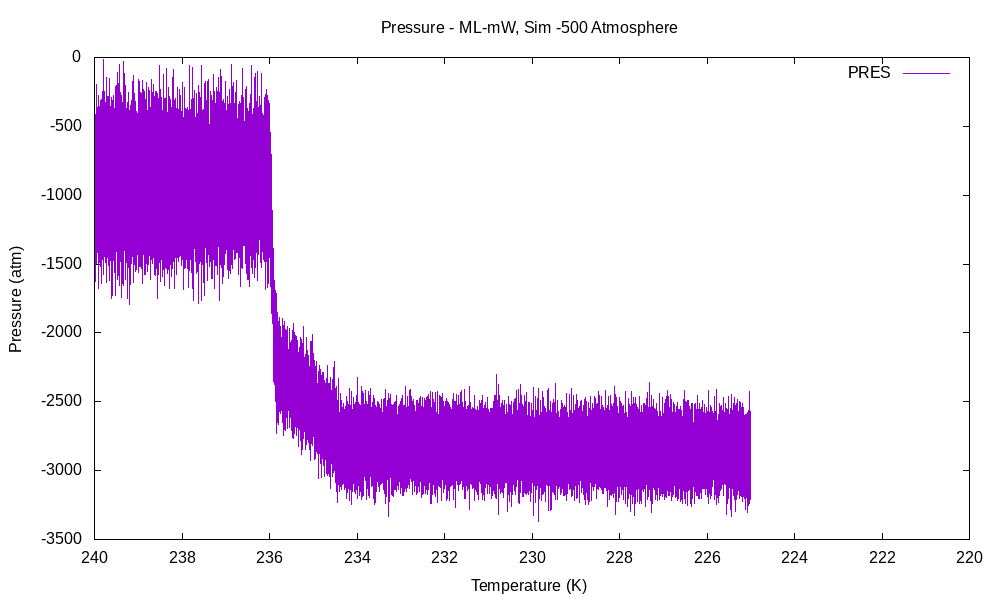 Pressure - ML-mW, Sim -500 Atmosphere
PRES
0
-500
-1000
-1500
-2000
-2500
-3000
-3500
Pressure (atm)
240 238 236 234 232 230 228 226 224 222 220
Temperature (K)